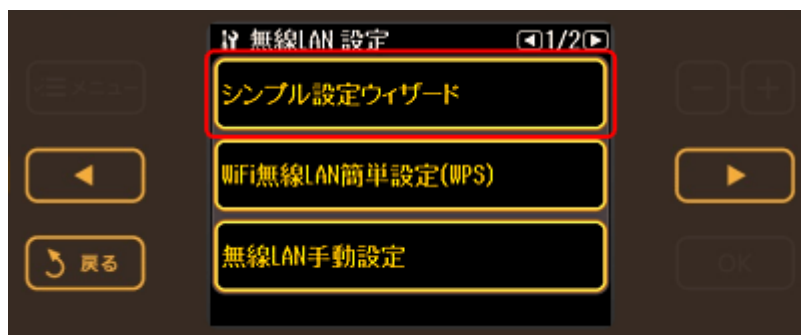 無線LAN 設定 1/2
メニュー
シンプル設定ウィザード
WiFi無線LAN簡単設定(WPS)
戻る
無線LAN手動設定
OK